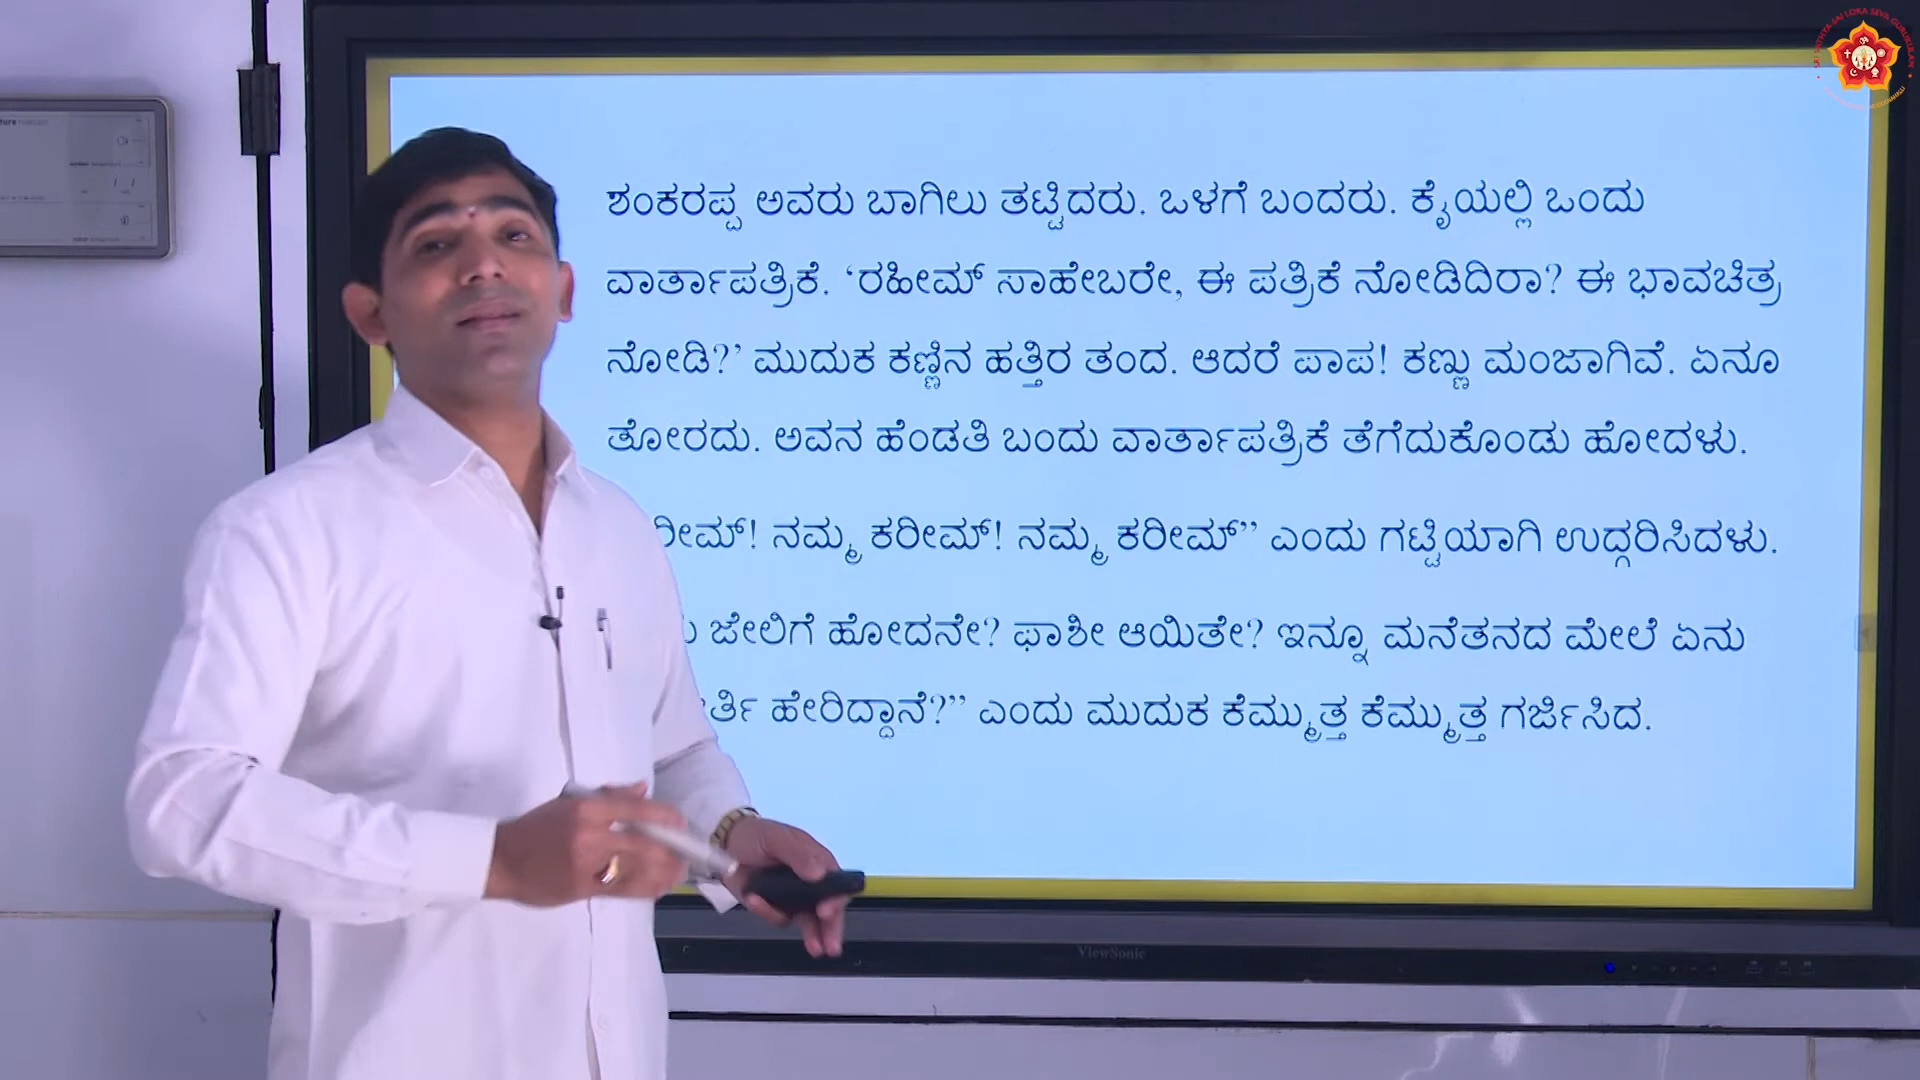 ಶಂಕರಪ್ಪ ಅವರು ಬಾಗಿಲು ತಟ್ಟಿದರು. ಒಳಗೆ ಬಂದರು. ಕೈಯಲ್ಲಿ ಒಂದು
ವಾರ್ತಾಪತ್ರಿಕೆ. ‘ರಹೀಮ್ ಸಾಹೇಬರೇ, ಈ ಪತ್ರಿಕೆ ನೋಡಿದಿರಾ? ಈ ಭಾವಚಿತ್ರ
ನೋಡಿ?’ ಮುದುಕ ಕಣ್ಣಿನ ಹತ್ತಿರ ತಂದ. ಆದರೆ ಪಾಪ! ಕಣ್ಣು ಮಂಜಾಗಿವೆ. ಏನೂ
ತೋರದು. ಅವನ ಹೆಂಡತಿ ಬಂದು ವಾರ್ತಾಪತ್ರಿಕೆ ತೆಗೆದುಕೊಂಡು ಹೋದಳು.
ನಮ್ಮ ಕರೀಮ್! ನಮ್ಮ ಕರೀಮ್” ಎಂದು ಗಟ್ಟಿಯಾಗಿ ಉದ್ಗರಿಸಿದಳು.
ಜೇಲಿಗೆ ಹೋದನೇ? ಫಾಶೀ ಆಯಿತೇ? ಇನ್ನೂ ಮನೆತನದ ಮೇಲೆ ಏನು
ಹೇರಿದ್ದಾನೆ?” ಎಂದು ಮುದುಕ ಕೆಮ್ಮುತ್ತ ಕೆಮ್ಮುತ್ತ ಗರ್ಜಿಸಿದ.
ViewSonic